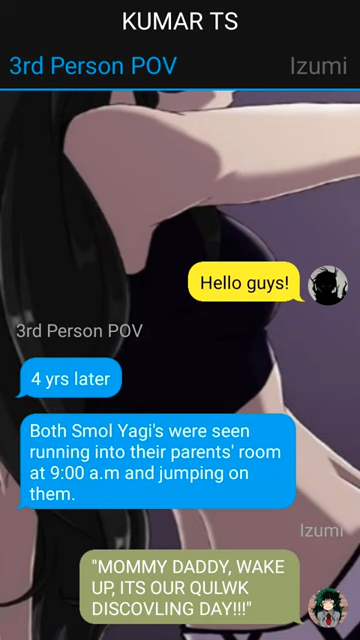 KUMAR TS
3rd Person POV
Izumi
Hello guys!
3rd Person POV
4 yrs later
Both Smol Yagi's were seen
running into their parents' room
at 9:00 a.m and jumping on
them.
Izumi
"MOMMY DADDY, WAKE
UP, ITS OUR QULWK
DISCOVLING DAY!!!"